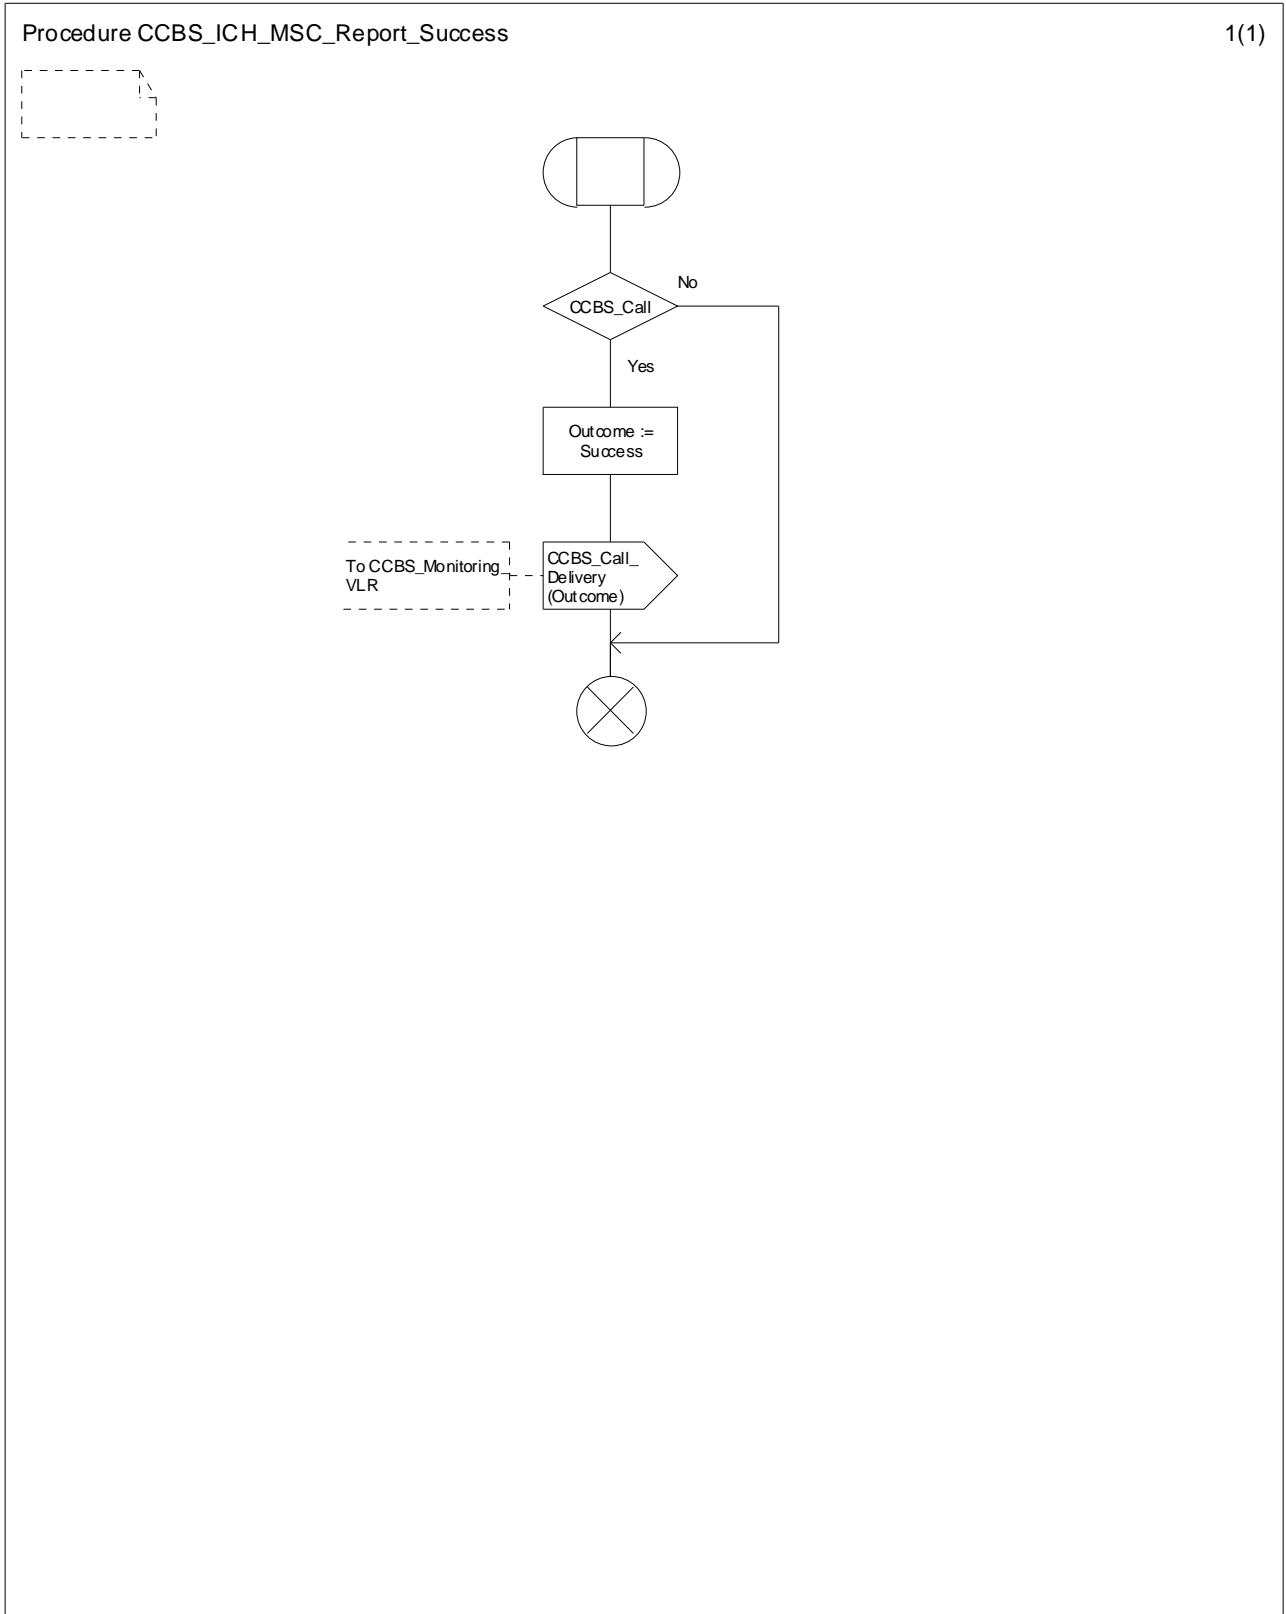 Procedure CCBS_ICH_MSC_Report_Success
1(1)
No
CCBS_Call
Yes
Outcome :=
Success
To CCBS_Monitoring_
VLR
CCBS_Call_
Delivery
(Outcome)